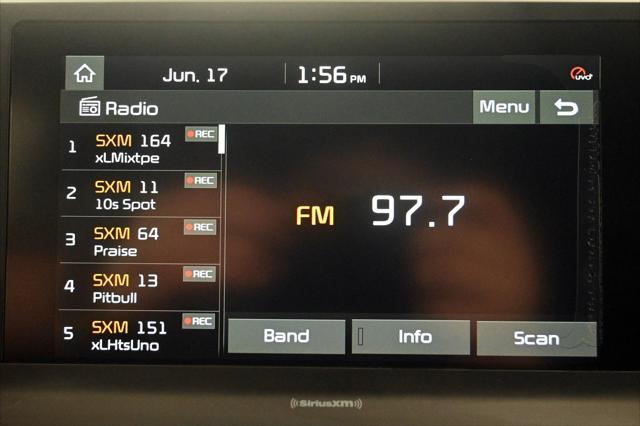 Jun. 17 1:56 PM UVO
Radio Menu
1 SXM 164 REC
xLMixtpe
2 SXM 11 REC
10s Spot
3 SXM 64 REC
Praise
4 SXM 13 REC
Pitbull
5 SXM 151 REC
xLHtsUno
FM 97.7
Band Info Scan
((SiriusXM))